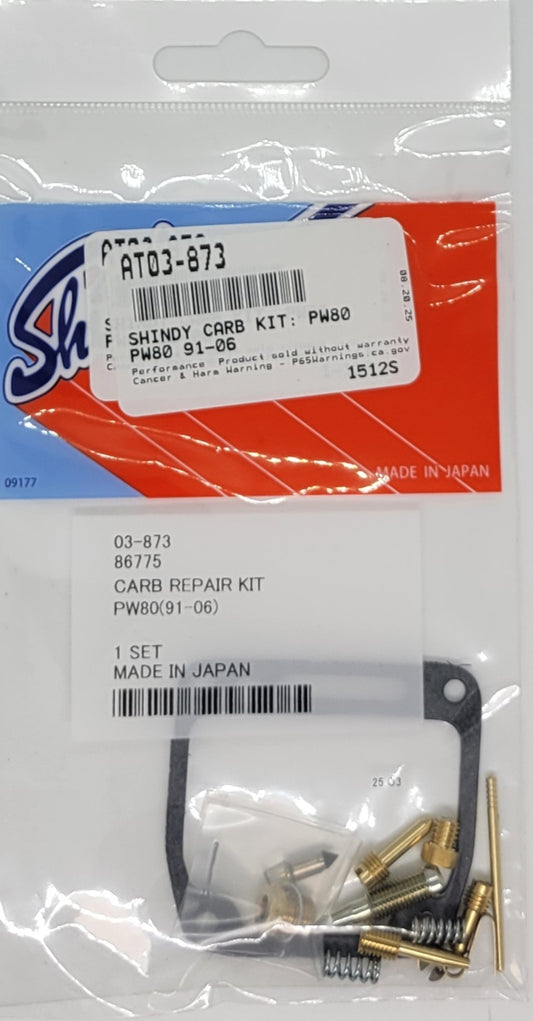 AT03-873
SHINDY CARB KIT: PW80
PW80 91-06
Performance Product sold without warranty
Cancer & Harm Warning - P65Warnings.ca.gov
1512S
08.20.25
Sh
09177
MADE IN JAPAN
03-873
86775
CARB REPAIR KIT
PW80(91-06)
1 SET
MADE IN JAPAN
25 03